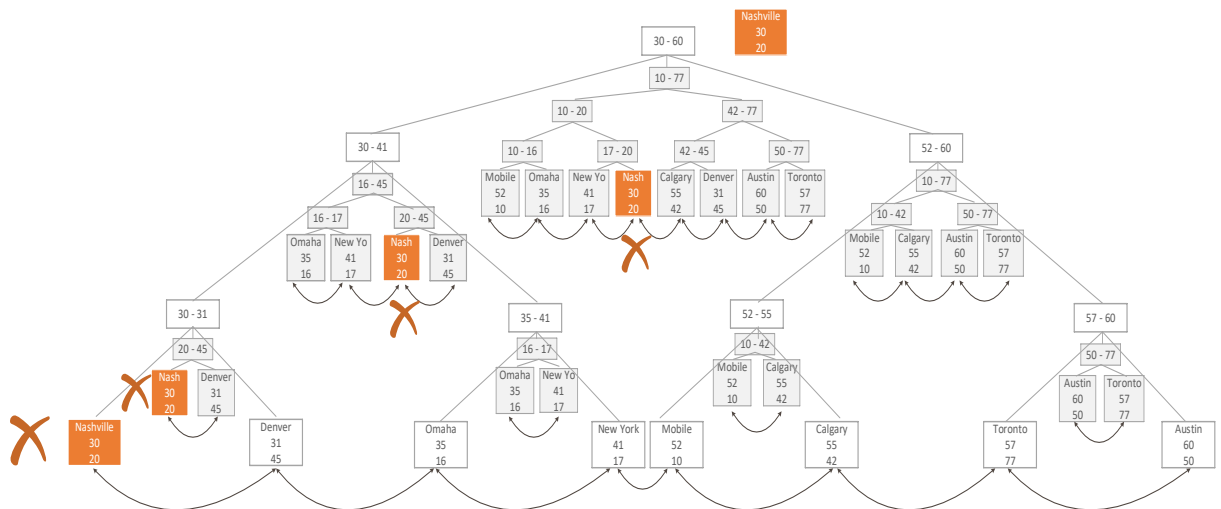 Nashville
30
20
30 - 60
10 - 77
10 - 20
42 - 77
30 - 41
10 - 16
17 - 20
42 - 45
50 - 77
52 - 60
Mobile
52
10
Omaha
35
16
New Yo
41
17
Nash
30
20
Calgary
55
42
Denver
31
45
Austin
60
50
Toronto
57
77
16 - 45
16 - 17
20 - 45
Omaha
35
16
New Yo
41
17
Nash
30
20
Denver
31
45
10 - 77
10 - 42
50 - 77
Mobile
52
10
Calgary
55
42
Austin
60
50
Toronto
57
77
30 - 31
20 - 45
Nash
30
20
Denver
31
45
Nashville
30
20
Denver
31
45
35 - 41
16 - 17
Omaha
35
16
New Yo
41
17
Omaha
35
16
New York
41
17
52 - 55
10 - 42
Mobile
52
10
Calgary
55
42
Mobile
52
10
Calgary
55
42
57 - 60
50 - 77
Austin
60
50
Toronto
57
77
Toronto
57
77
Austin
60
50